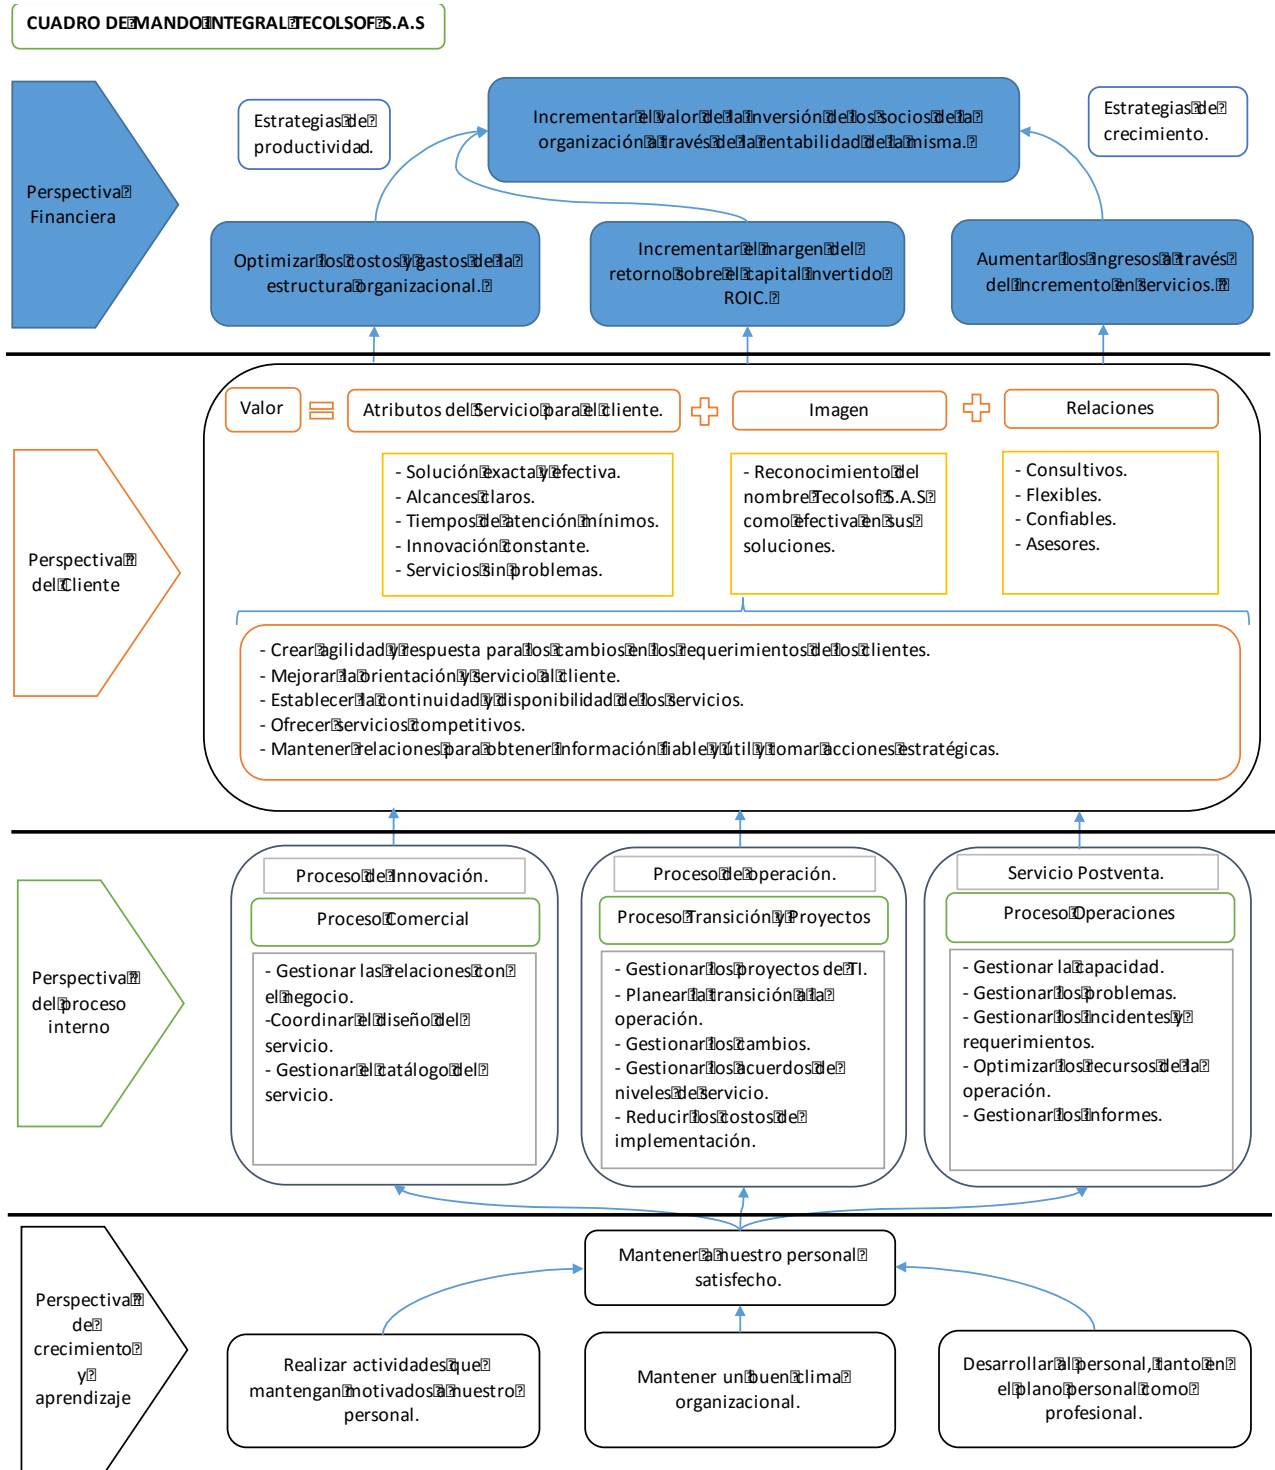 CUADRO DE MANDO INTEGRAL TECOLSOF S.A.S
Estrategias de
productividad.
Incrementar el valor de la inversión de los socios de la
organización a través de la rentabilidad de la misma.
Estrategias de
crecimiento.
Perspectiva
Financiera
Optimizar los costos y gastos de la
estructura organizacional.
Incrementar el margen del
retorno sobre el capital invertido
ROIC.
Aumentar los ingresos a través
del incremento en servicios.
Valor
Atributos del Servicio para el cliente.
Imagen
Relaciones
Perspectiva
del Cliente
- Solución exacta y efectiva.
- Alcances claros.
- Tiempos de atención mínimos.
- Innovación constante.
- Servicios sin problemas.
- Reconocimiento del
nombre Tecolsof S.A.S
como efectiva en sus
soluciones.
- Consultivos.
- Flexibles.
- Confiables.
- Asesores.
- Crear agilidad y respuesta para los cambios en los requerimientos de los clientes.
- Mejorar la orientación y servicio al cliente.
- Establecer la continuidad y disponibilidad de los servicios.
- Ofrecer servicios competitivos.
- Mantener relaciones para obtener información fiable y útil y tomar acciones estratégicas.
Perspectiva
del proceso
interno
Proceso de Innovación.
Proceso Comercial
- Gestionar las relaciones con
el negocio.
-Coordinar el diseño del
servicio.
- Gestionar el catálogo del
servicio.
Proceso de operación.
Proceso Transición y Proyectos
- Gestionar los proyectos de TI.
- Planear la transición a la
operación.
- Gestionar los cambios.
- Gestionar los acuerdos de
niveles de servicio.
- Reducir los costos de
implementación.
Servicio Postventa.
Proceso Operaciones
- Gestionar la capacidad.
- Gestionar los problemas.
- Gestionar los incidentes y
requerimientos.
- Optimizar los recursos de la
operación.
- Gestionar los informes.
Perspectiva
de
crecimiento
y
aprendizaje
Mantener a nuestro personal
satisfecho.
Realizar actividades que
mantengan motivados a nuestro
personal.
Mantener un buen clima
organizacional.
Desarrollar al personal, tanto en
el plano personal como
profesional.